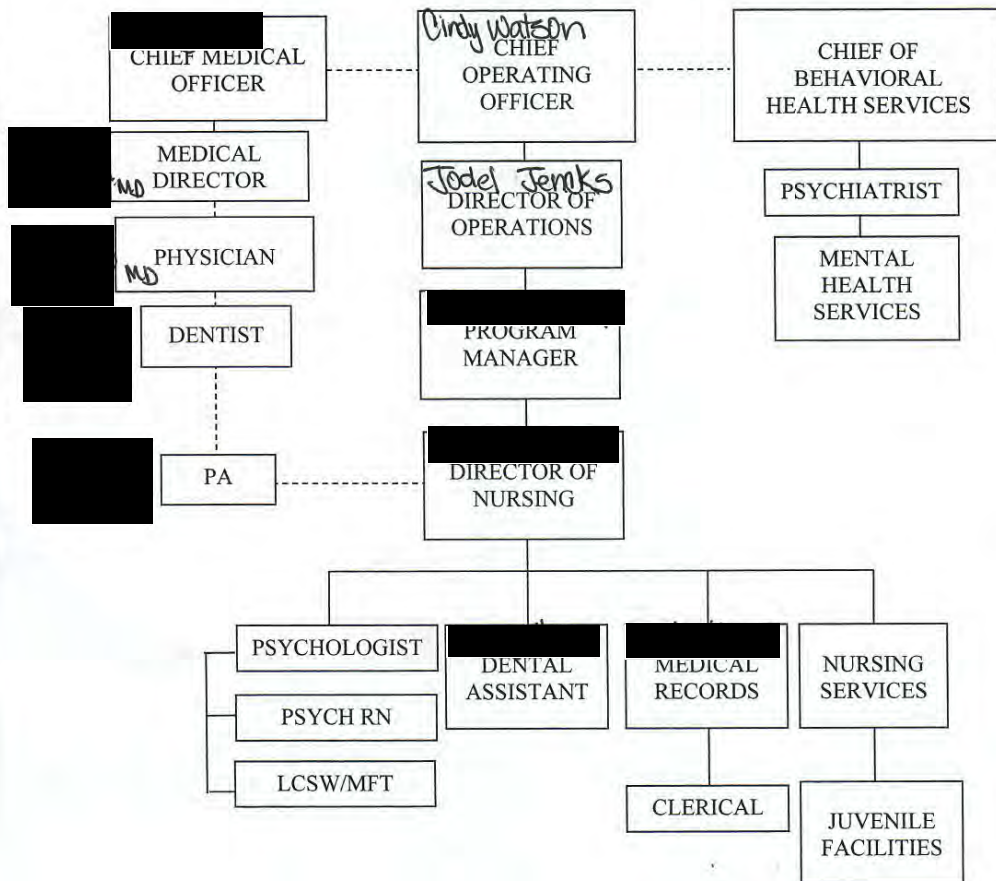 CHIEF MEDICAL
OFFICER
Cindy Watson
CHIEF
OPERATING
OFFICER
CHIEF OF
BEHAVIORAL
HEALTH SERVICES
MEDICAL
DIRECTOR
MD
Jodel
DIRECTOR OF
OPERATIONS
PSYCHIATRIST
PHYSICIAN
MD
MENTAL
HEALTH
SERVICES
DENTIST
PROGRAM
MANAGER
PA
DIRECTOR OF
NURSING
PSYCHOLOGIST
PSYCH RN
LCSW/MFT
DENTAL
ASSISTANT
MEDICAL
RECORDS
CLERICAL
NURSING
SERVICES
JUVENILE
FACILITIES